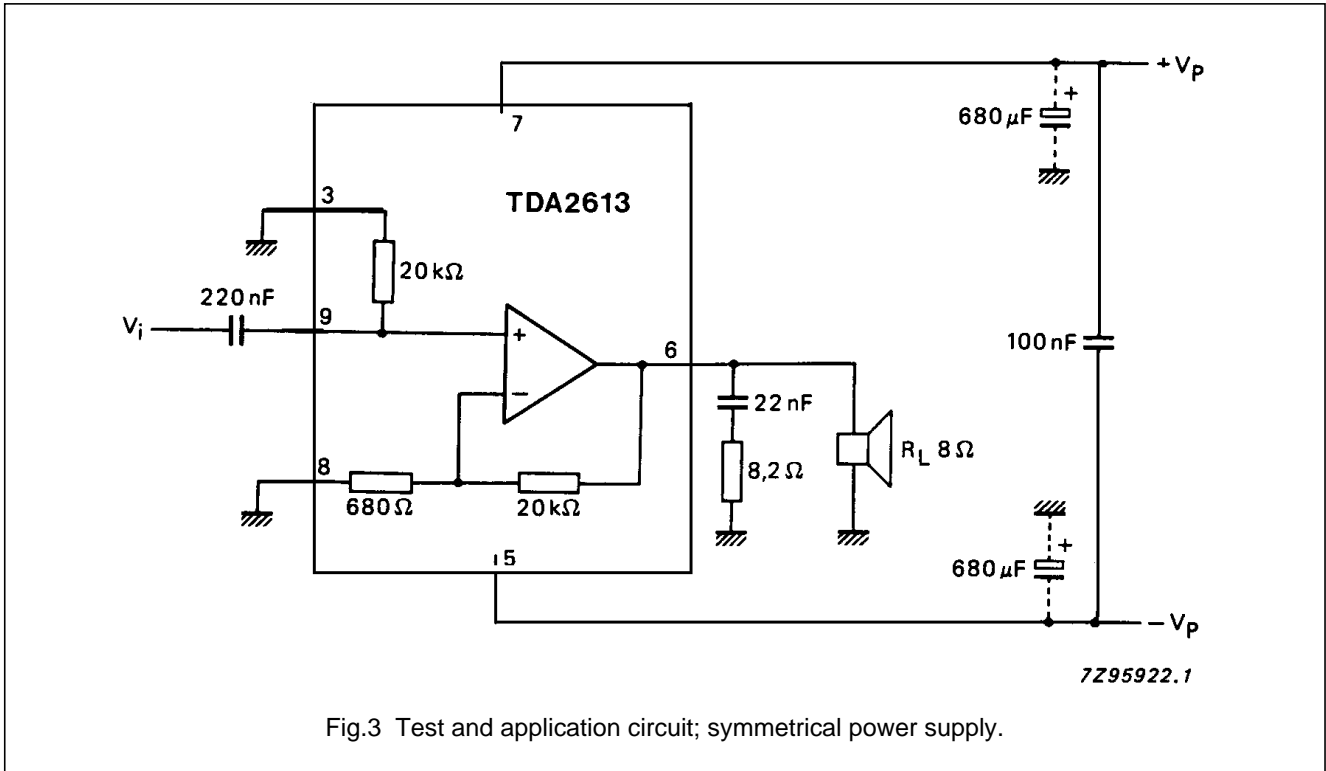 + Vp
+
680 μF
7
TDA2613
3
20 kΩ
220 nF
9
Vi
+
6
100 nF
−
22 nF
RL 8 Ω
8
8,2 Ω
680 Ω
20 kΩ
5
+
680 μF
− Vp
7Z95922.1
Fig.3 Test and application circuit; symmetrical power supply.